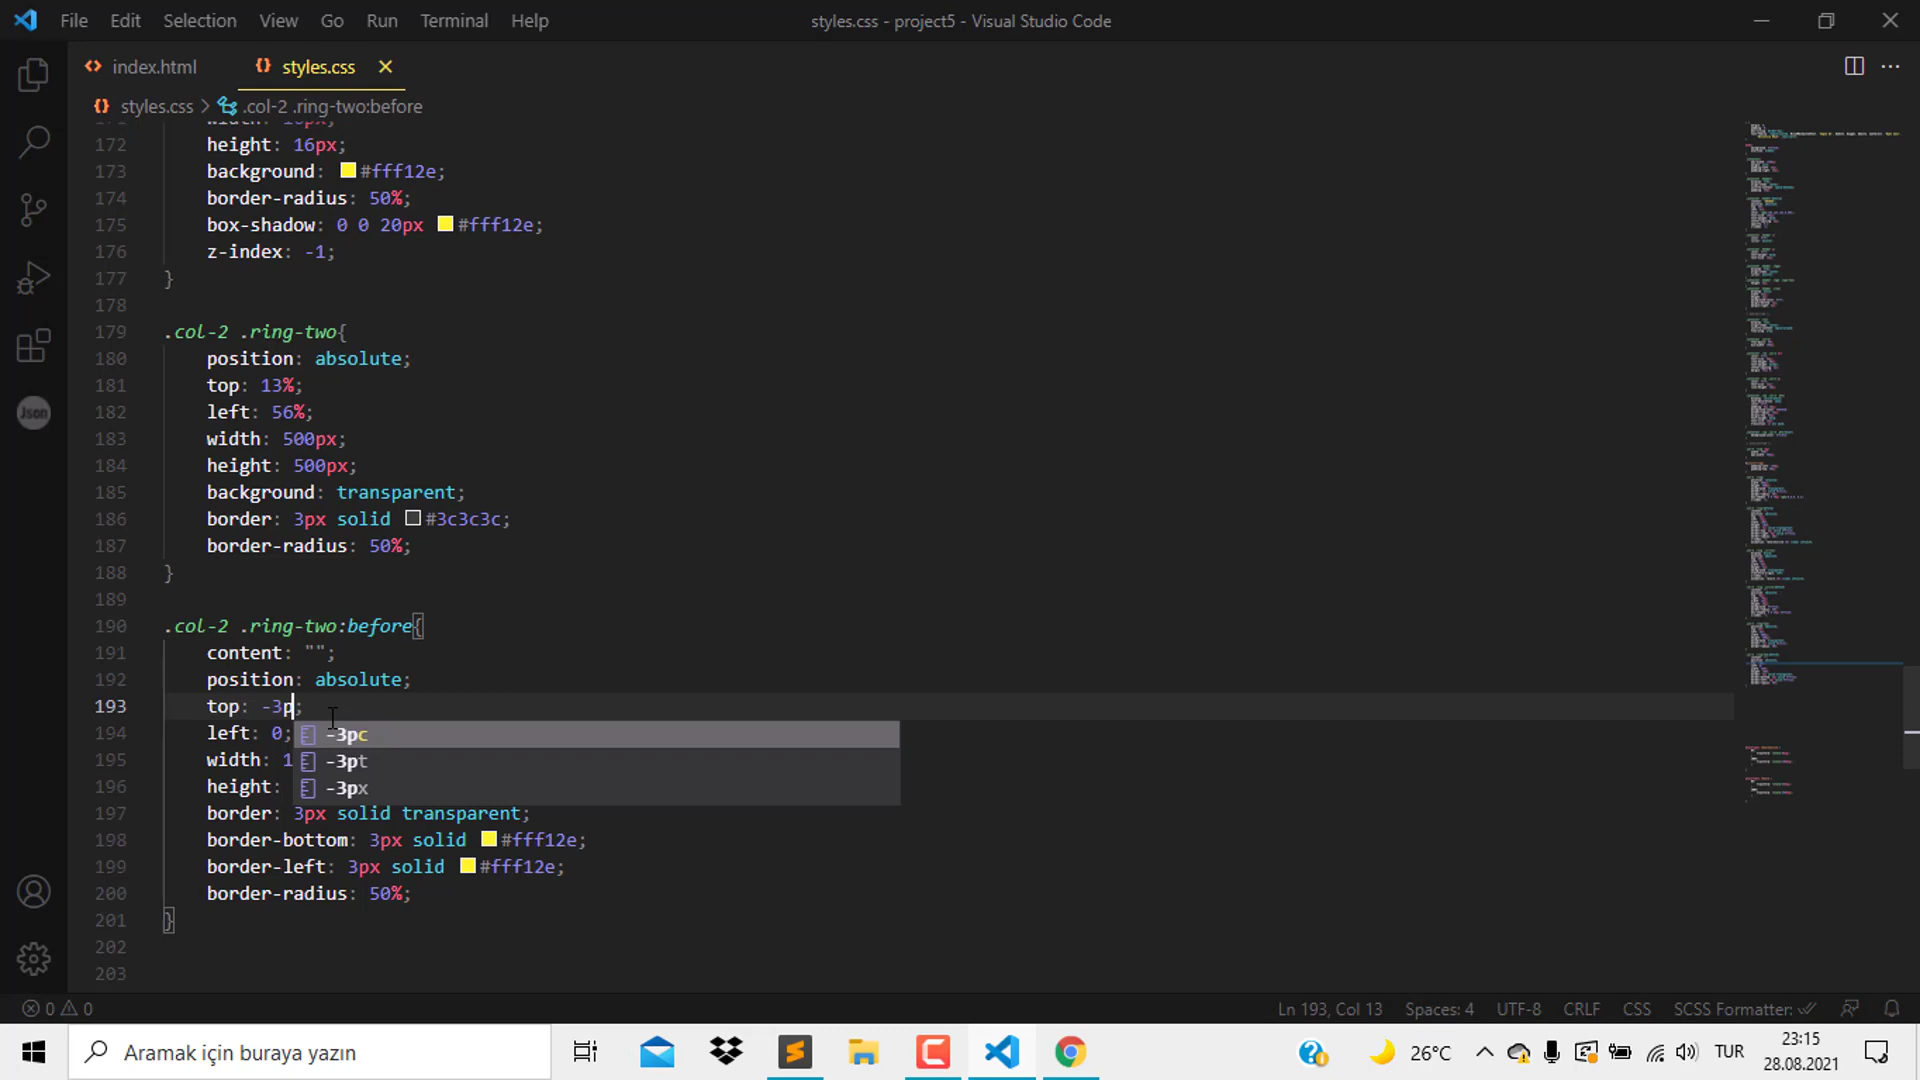 File Edit Selection View Go Run Terminal Help styles.css - project5 - Visual Studio Code
index.html styles.css
styles.css > .col-2 .ring-two:before
172 height: 16px;
173 background: #fff12e;
174 border-radius: 50%;
175 box-shadow: 0 0 20px #fff12e;
176 z-index: -1;
177 }
178
179 .col-2 .ring-two{
180 position: absolute;
181 top: 13%;
182 left: 56%;
183 width: 500px;
184 height: 500px;
185 background: transparent;
186 border: 3px solid #3c3c3c;
187 border-radius: 50%;
188 }
189
190 .col-2 .ring-two:before{
191 content: "";
192 position: absolute;
193 top: -3p;
194 left: 0; -3pc
195 width: 1 -3pt
196 height: -3px
197 border: 3px solid transparent;
198 border-bottom: 3px solid #fff12e;
199 border-left: 3px solid #fff12e;
200 border-radius: 50%;
201 }
202
203
Json
0 0 Ln 193, Col 13 Spaces: 4 UTF-8 CRLF CSS SCSS Formatter:
Aramak için buraya yazın 26°C TUR 23:15
28.08.2021